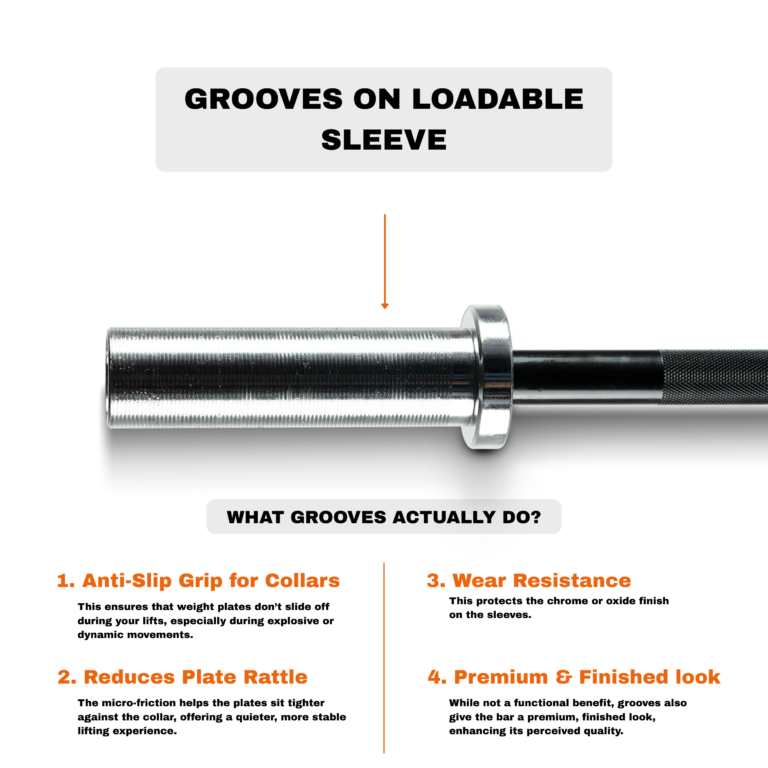 GROOVES ON LOADABLE
SLEEVE
WHAT GROOVES ACTUALLY DO?
1. Anti-Slip Grip for Collars
This ensures that weight plates don't slide off
during your lifts, especially during explosive or
dynamic movements.
2. Reduces Plate Rattle
The micro-friction helps the plates sit tighter
against the collar, offering a quieter, more stable
lifting experience.
3. Wear Resistance
This protects the chrome or oxide finish
on the sleeves.
4. Premium & Finished look
While not a functional benefit, grooves also
give the bar a premium, finished look,
enhancing its perceived quality.